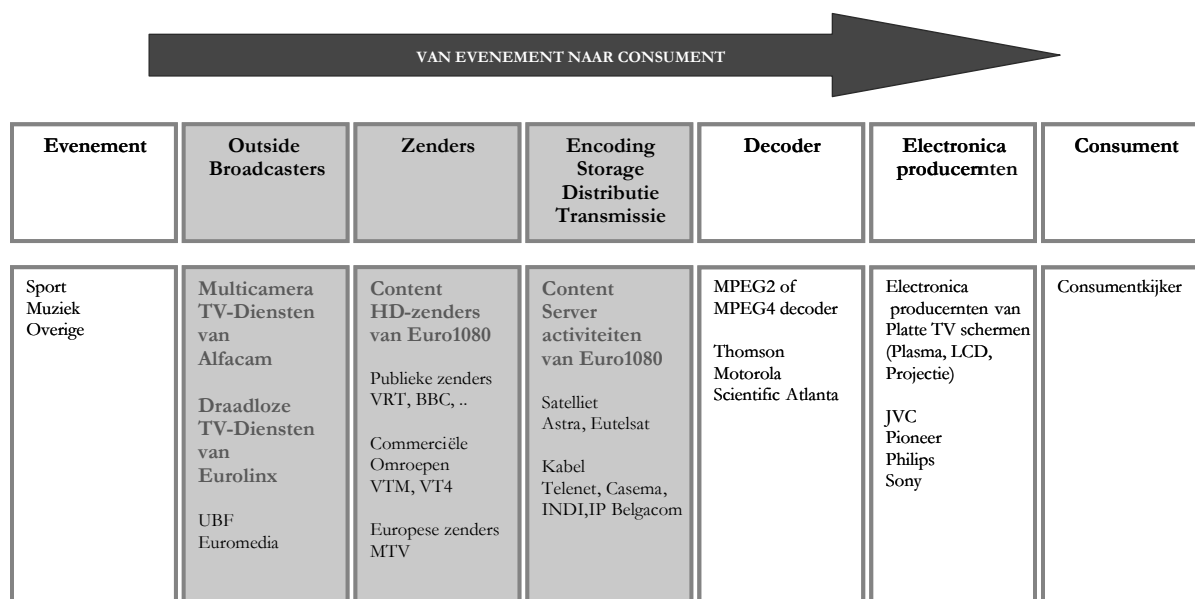 VAN EVENEMENT NAAR CONSUMENT
Evenement
Outside
Broadcasters
Zenders
Encoding
Storage
Distributie
Transmissie
Decoder
Electronica
producernten
Consument
Sport
Muziek
Overige
Multicamera
TV-Diensten
van
Alfacam
Draadloze
TV-Diensten
van
Eurolinx
UBF
Euromedia
Content
HD-zenders
van Euro1080
Publieke zenders
VRT, BBC, ..
Commerciële
Omroepen
VTM, VT4
Europese zenders
MTV
Content
Server
activiteiten
van Euro1080
Satelliet
Astra, Eutelsat
Kabel
Telenet, Casema,
INDI,IP Belgacom
MPEG2 of
MPEG4 decoder
Thomson
Motorola
Scientific Atlanta
Electronica
producernten van
Platte TV schermen
(Plasma, LCD,
Projectie)
JVC
Pioneer
Philips
Sony
Consumentkijker